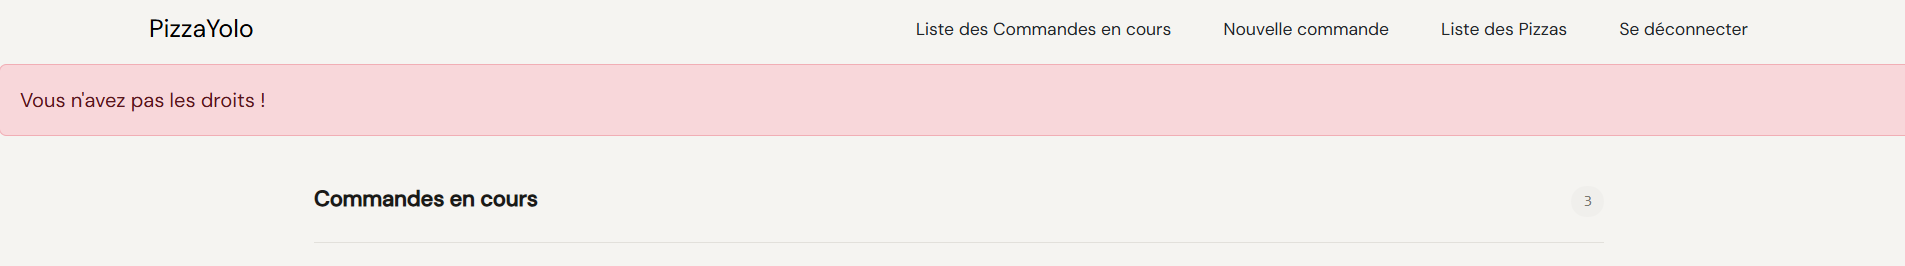 PizzaYolo Liste des Commandes en cours Nouvelle commande Liste des Pizzas Se déconnecter
Vous n'avez pas les droits !
Commandes en cours 3